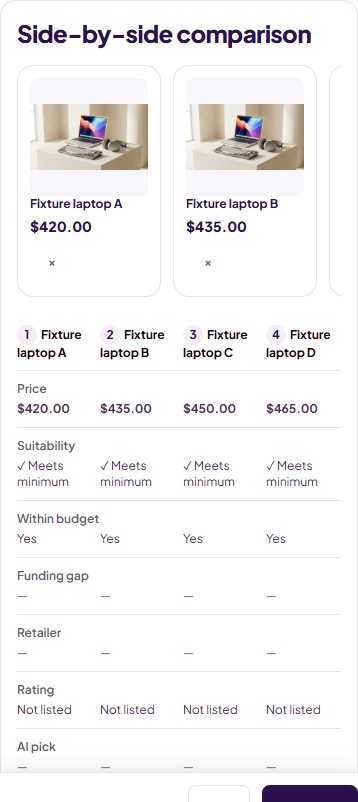 Side-by-side comparison
Fixture laptop A
$420.00
×
Fixture laptop B
$435.00
×
1 Fixture laptop A
2 Fixture laptop B
3 Fixture laptop C
4 Fixture laptop D
Price
$420.00 $435.00 $450.00 $465.00
Suitability
✓ Meets minimum
✓ Meets minimum
✓ Meets minimum
✓ Meets minimum
Within budget
Yes Yes Yes Yes
Funding gap
— — — —
Retailer
— — — —
Rating
Not listed Not listed Not listed Not listed
AI pick
— — — —